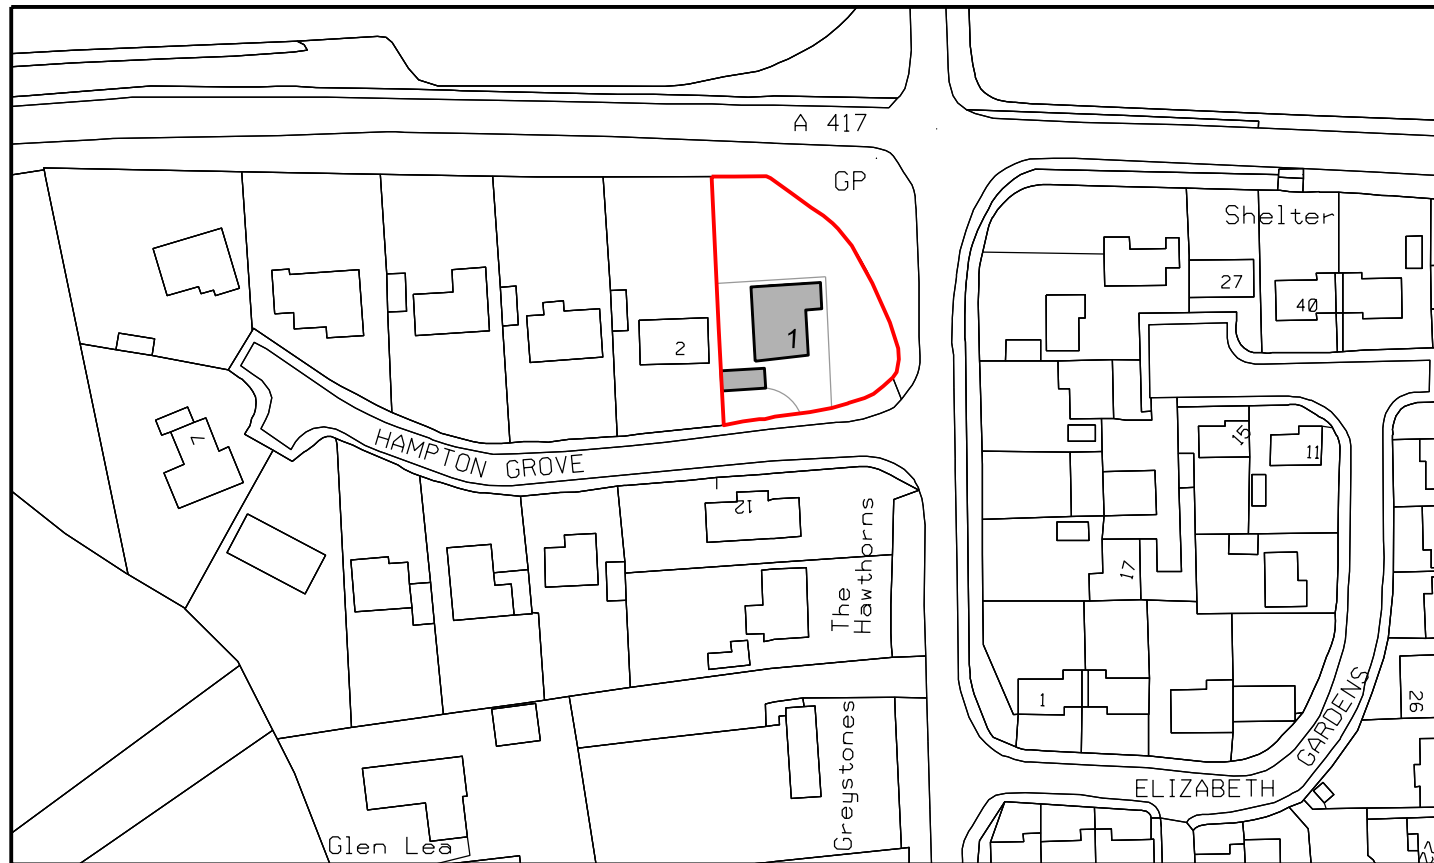 A 417
GP
Shelter
27
40
1
2
HAMPTON GROVE
7
15
11
12
The
Hawthorns
17
1
26
GARDENS
ELIZABETH
Greystones
Glen Lea